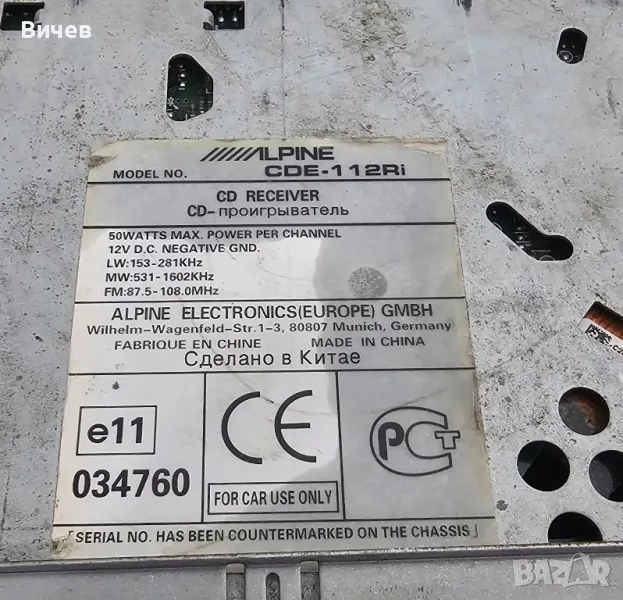 Вичев
ALPINE
MODEL NO. CDE-112Ri
CD RECEIVER
CD-проигрыватель
50WATTS MAX. POWER PER CHANNEL
12V D.C. NEGATIVE GND.
LW:153-281KHz
MW:531-1602KHz
FM:87.5-108.0MHz
ALPINE ELECTRONICS(EUROPE) GMBH
Wilhelm-Wagenfeld-Str.1-3, 80807 Munich, Germany
FABRIQUE EN CHINE MADE IN CHINA
Сделано в Китае
e11
034760
CE
FOR CAR USE ONLY
РСТ
SERIAL NO. HAS BEEN COUNTERMARKED ON THE CHASSIS
BAZAR